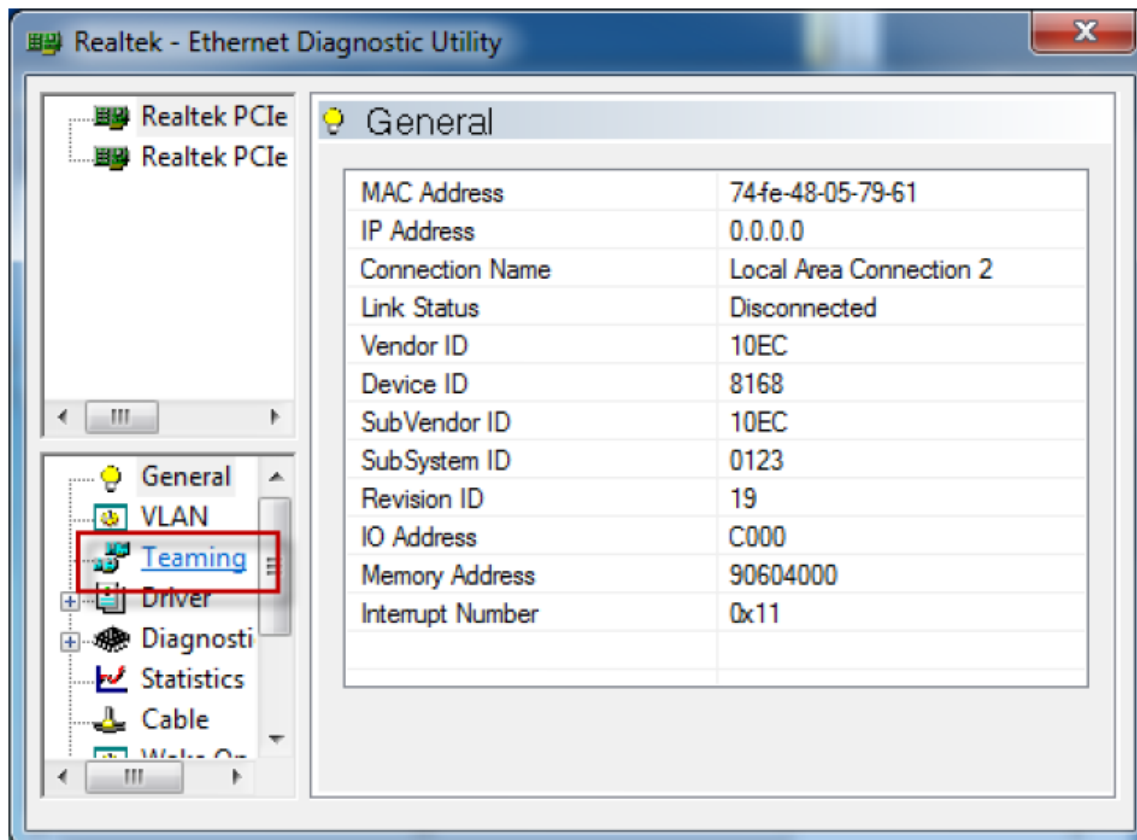 Realtek - Ethernet Diagnostic Utility
Realtek PCIe
Realtek PCIe
General
MAC Address 74-fe-48-05-79-61
IP Address 0.0.0.0
Connection Name Local Area Connection 2
Link Status Disconnected
Vendor ID 10EC
Device ID 8168
SubVendor ID 10EC
SubSystem ID 0123
Revision ID 19
IO Address C000
Memory Address 90604000
Interrupt Number 0x11
General
VLAN
Teaming
Driver
Diagnosti
Statistics
Cable
Wake On